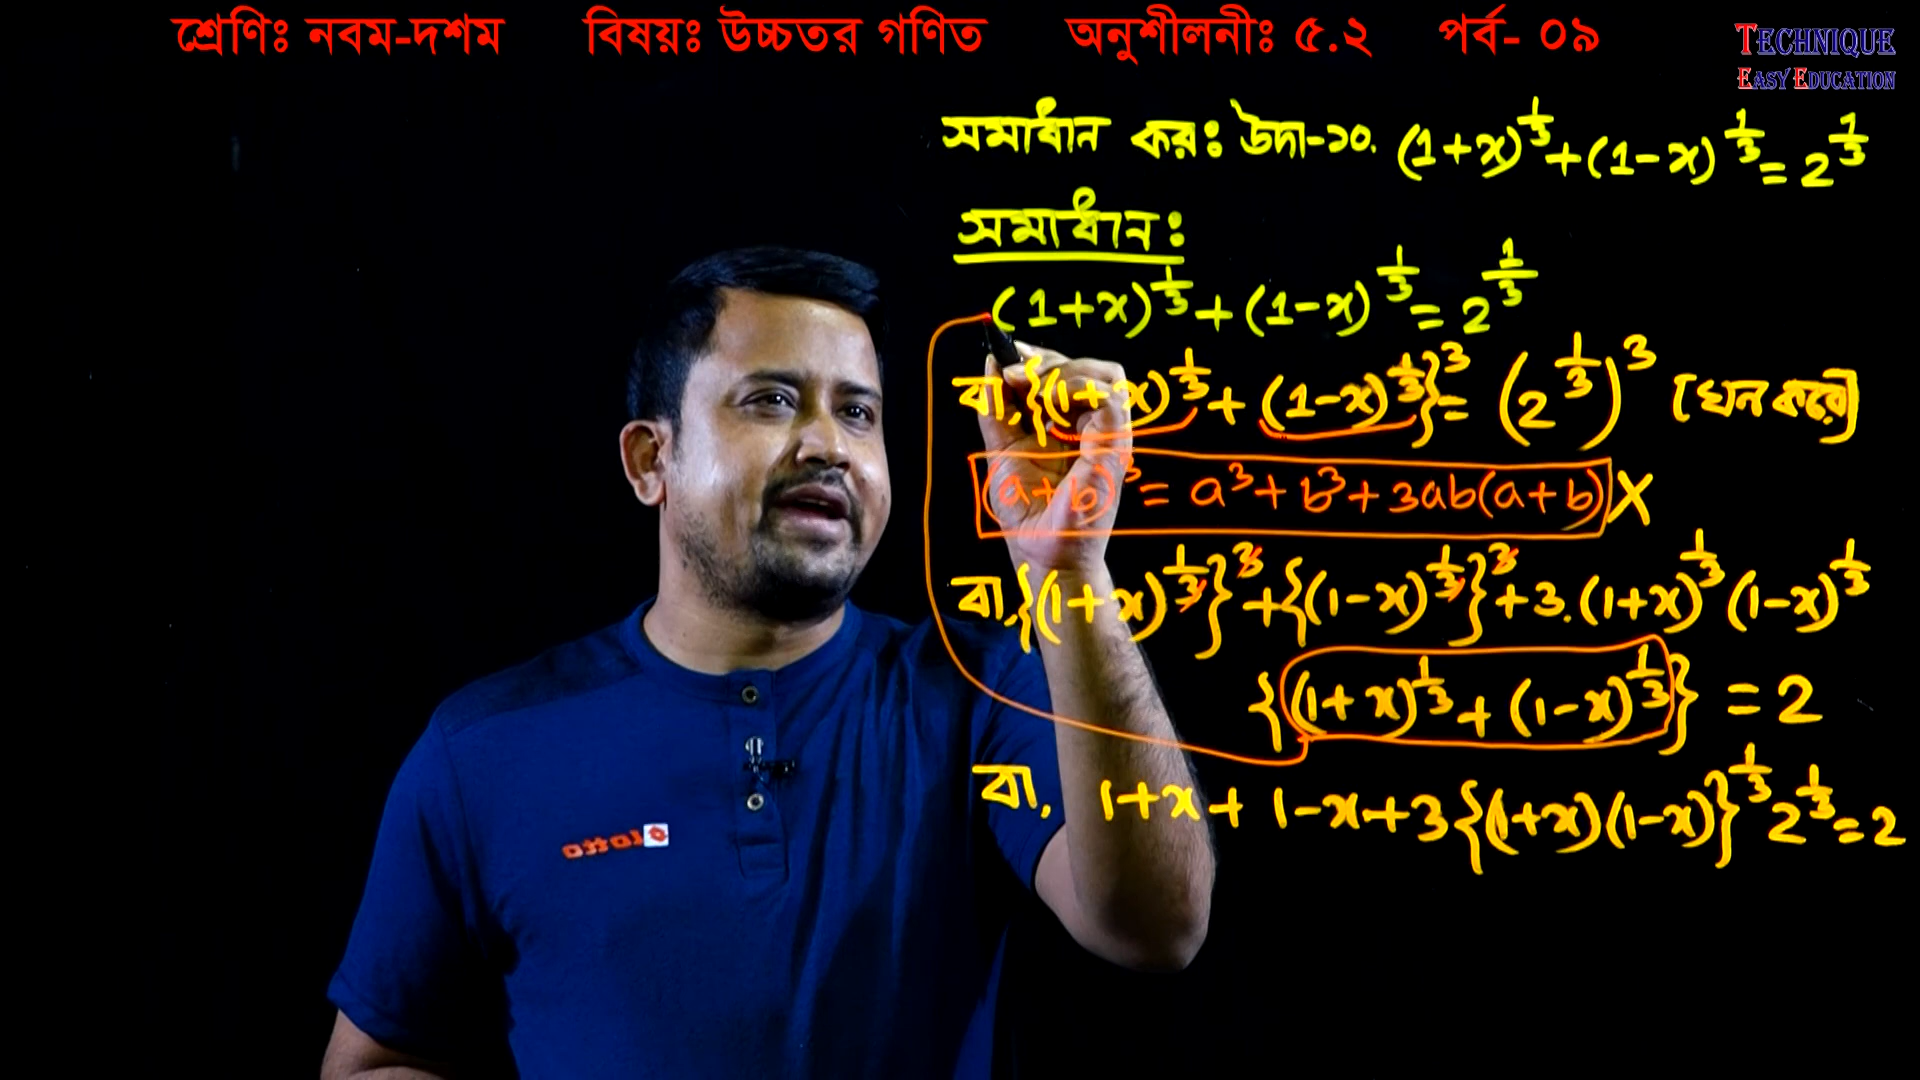 শ্রেণিঃ নবম-দশম বিষয়ঃ উচ্চতর গণিত অনুশীলনীঃ ৫.২ পর্ব- ০৯
TECHNIQUE
EASY EDUCATION
সমাধান করঃ উদা-১০. (1+x)^{1/3}+(1-x)^{1/3}=2^{1/3}
সমাধানঃ
(1+x)^{1/3}+(1-x)^{1/3}=2^{1/3}
বা, {(1+x)^{1/3}+(1-x)^{1/3}}^3=(2^{1/3})^3 [ঘন করে]
(a+b)^3=a^3+b^3+3ab(a+b) X
বা, {(1+x)^{1/3}}^3+{(1-x)^{1/3}}^3+3.(1+x)^{1/3}(1-x)^{1/3}
{(1+x)^{1/3}+(1-x)^{1/3}}=2
বা, 1+x+1-x+3{(1+x)(1-x)}^{1/3}2^{1/3}=2
lotto